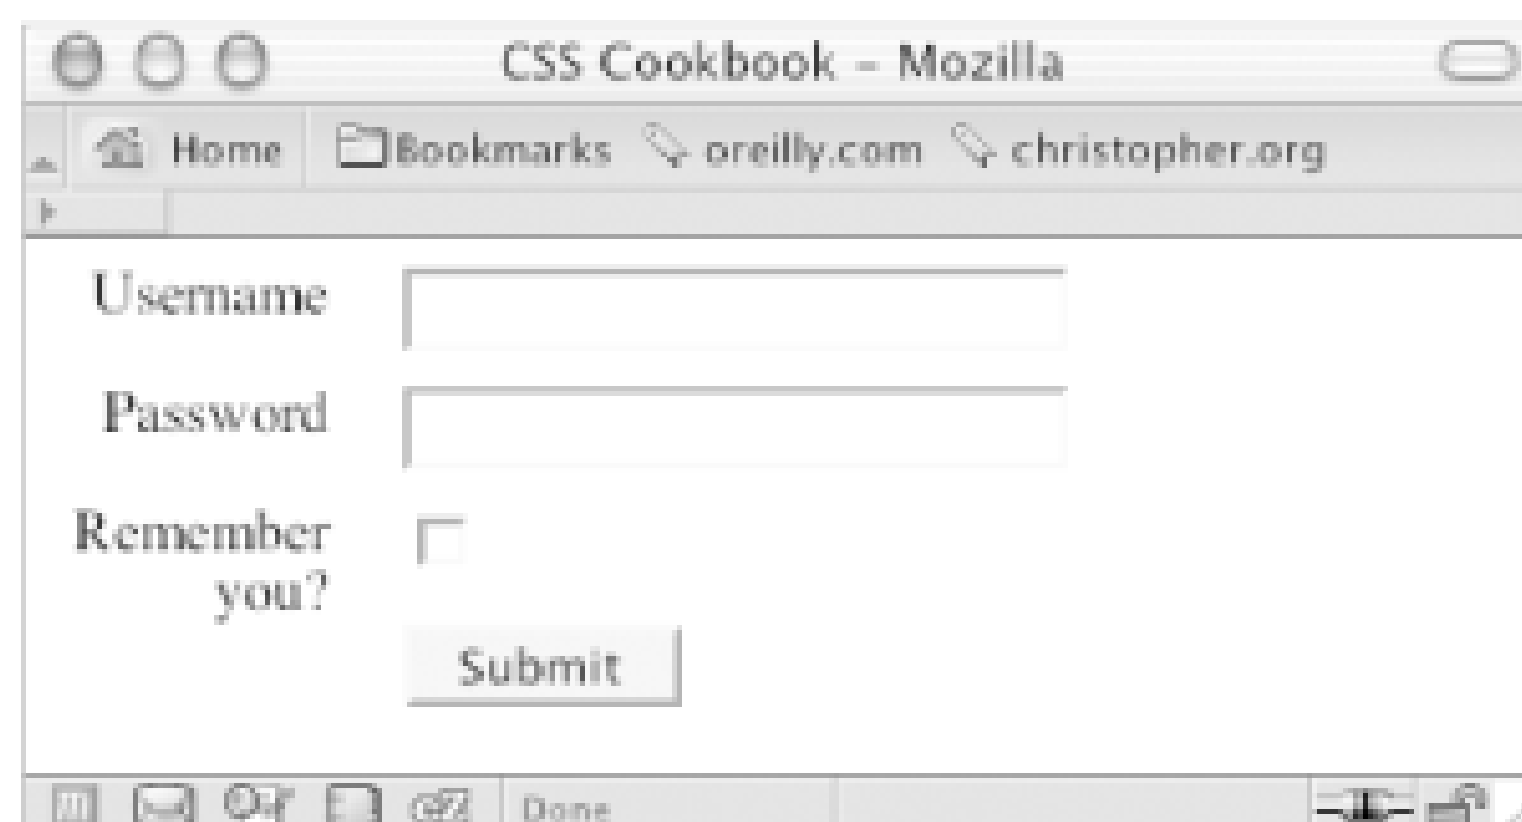 CSS Cookbook – Mozilla
Home Bookmarks oreilly.com christopher.org
Username
Password
Remember
you?
Submit
Done